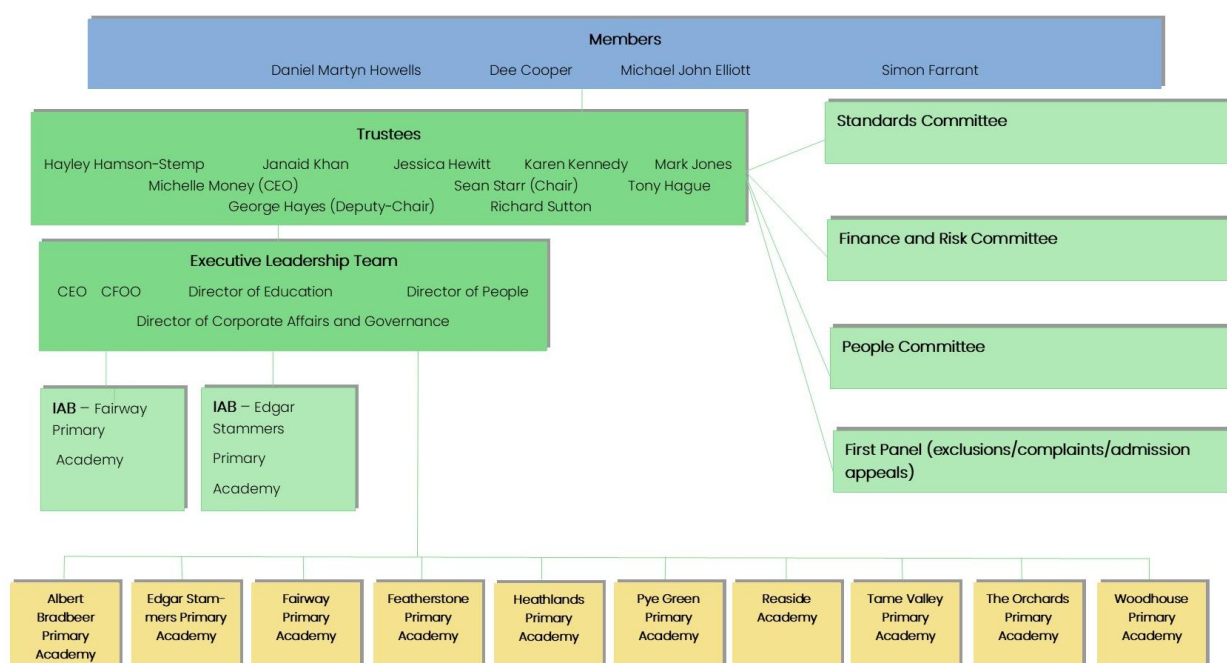 Members
Daniel Martyn Howells Dee Cooper Michael John Elliott Simon Farrant
Trustees
Hayley Hamson-Stemp Janaid Khan Jessica Hewitt Karen Kennedy Mark Jones
Michelle Money (CEO) Sean Starr (Chair) Tony Hague
George Hayes (Deputy-Chair) Richard Sutton
Standards Committee
Finance and Risk Committee
People Committee
First Panel (exclusions/complaints/admission
appeals)
Executive Leadership Team
CEO CFOO Director of Education Director of People
Director of Corporate Affairs and Governance
IAB – Fairway
Primary
Academy
IAB – Edgar
Stammers
Primary
Academy
Albert
Bradbeer
Primary
Academy
Edgar Stam-
mers Primary
Academy
Fairway
Primary
Academy
Featherstone
Primary
Academy
Heathlands
Primary
Academy
Pye Green
Primary
Academy
Reaside
Academy
Tame Valley
Primary
Academy
The Orchards
Primary
Academy
Woodhouse
Primary
Academy